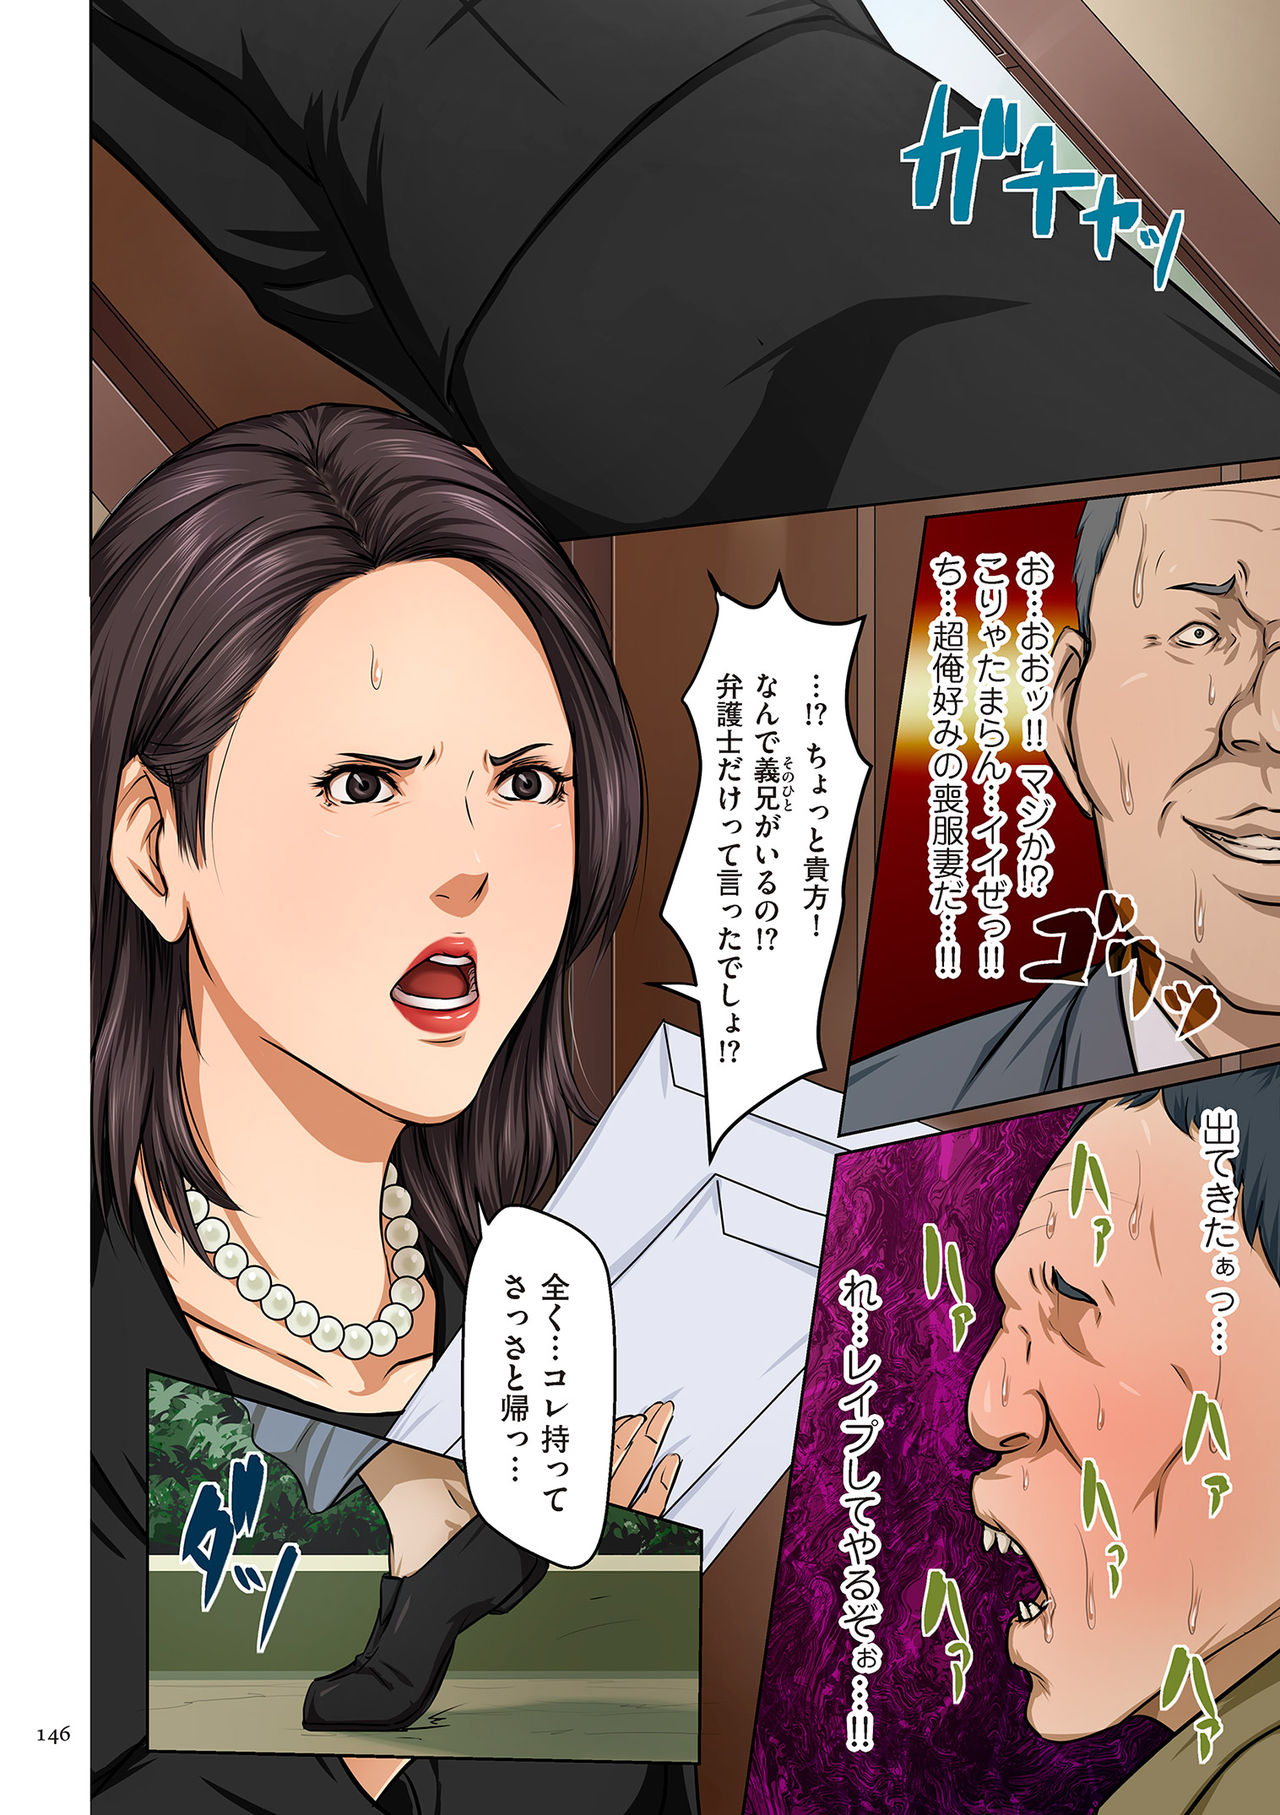 ガチャッ
お…おおッ!! マジか!?
こりゃたまらん…イイぜっ!!
ち…超俺好みの喪服妻だ…!!
ゴクッ
…!? ちょっと貴方！
なんで義兄がいるの!?
そのひと
弁護士だけって言ったでしょ!?
出てきたぁっ…
ハァ
ハァ
ハァ
ハァ
ハァ
れ…レイプしてやるぞぉ…!!
全く…コレ持って
さっさと帰っ…
ダッ
146